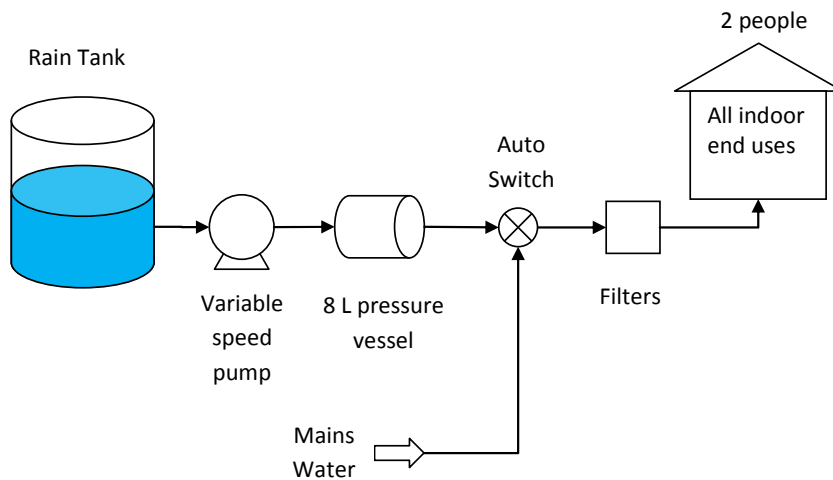 2 people
Rain Tank
All indoor
end uses
Auto
Switch
Variable
speed
pump
8 L pressure
vessel
Filters
Mains
Water